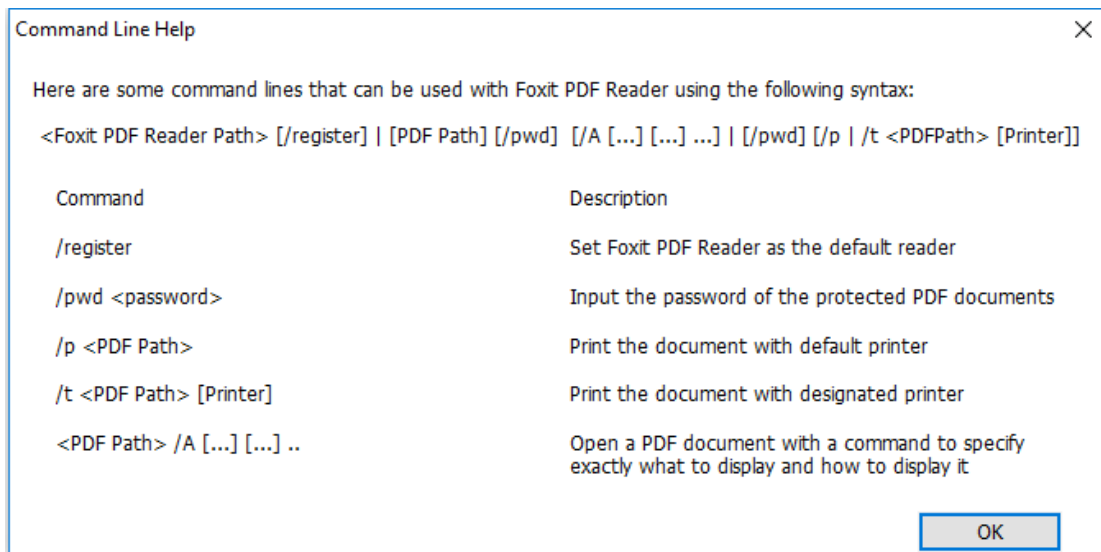 Command Line Help
Here are some command lines that can be used with Foxit PDF Reader using the following syntax:
<Foxit PDF Reader Path> [/register] | [PDF Path] [/pwd]  [/A [...] [...] ...] | [/pwd] [/p | /t <PDFPath> [Printer]]
Command Description
/register Set Foxit PDF Reader as the default reader
/pwd <password> Input the password of the protected PDF documents
/p <PDF Path> Print the document with default printer
/t <PDF Path> [Printer] Print the document with designated printer
<PDF Path> /A [...] [...] .. Open a PDF document with a command to specify
exactly what to display and how to display it
OK